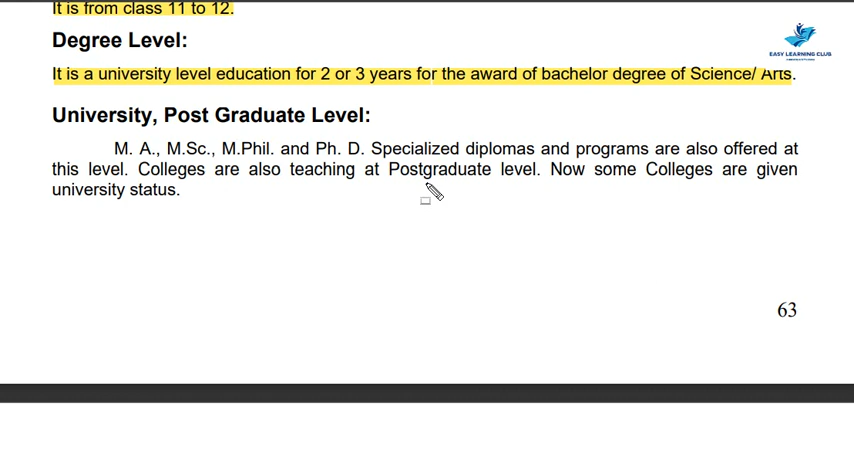 It is from class 11 to 12.
Degree Level:
EASY LEARNING CLUB
It is a university level education for 2 or 3 years for the award of bachelor degree of Science/ Arts.
University, Post Graduate Level:
M. A., M.Sc., M.Phil. and Ph. D. Specialized diplomas and programs are also offered at
this level. Colleges are also teaching at Postgraduate level. Now some Colleges are given
university status.
63